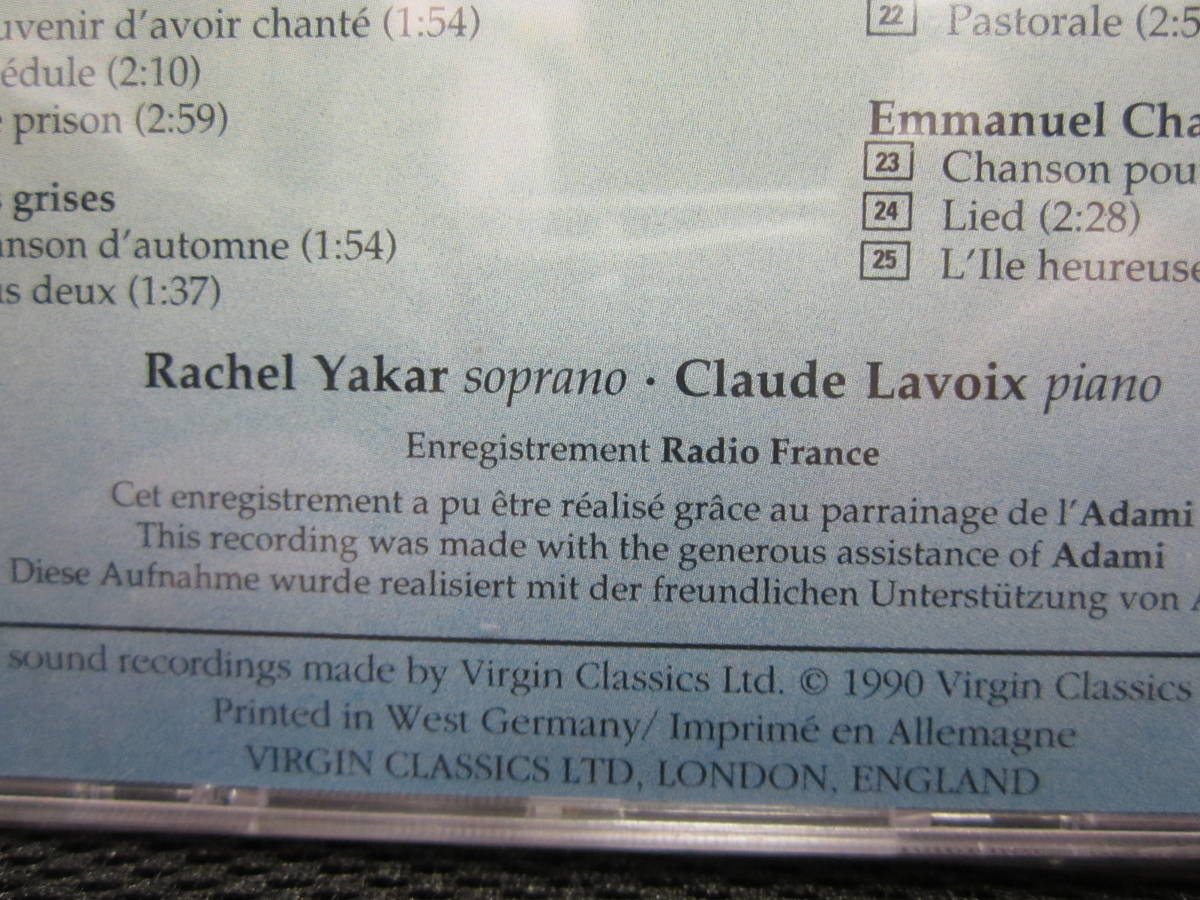 uvenir d'avoir chanté (1:54)
édule (2:10)
e prison (2:59)
s grises
anson d'automne (1:54)
us deux (1:37)
22 Pastorale (2:5
Emmanuel Cha
23 Chanson pou
24 Lied (2:28)
25 L'Ile heureuse
Rachel Yakar soprano · Claude Lavoix piano
Enregistrement Radio France
Cet enregistrement a pu être réalisé grâce au parrainage de l'Adami
This recording was made with the generous assistance of Adami
Diese Aufnahme wurde realisiert mit der freundlichen Unterstützung von A
sound recordings made by Virgin Classics Ltd. © 1990 Virgin Classics
Printed in West Germany/ Imprimé en Allemagne
VIRGIN CLASSICS LTD, LONDON, ENGLAND